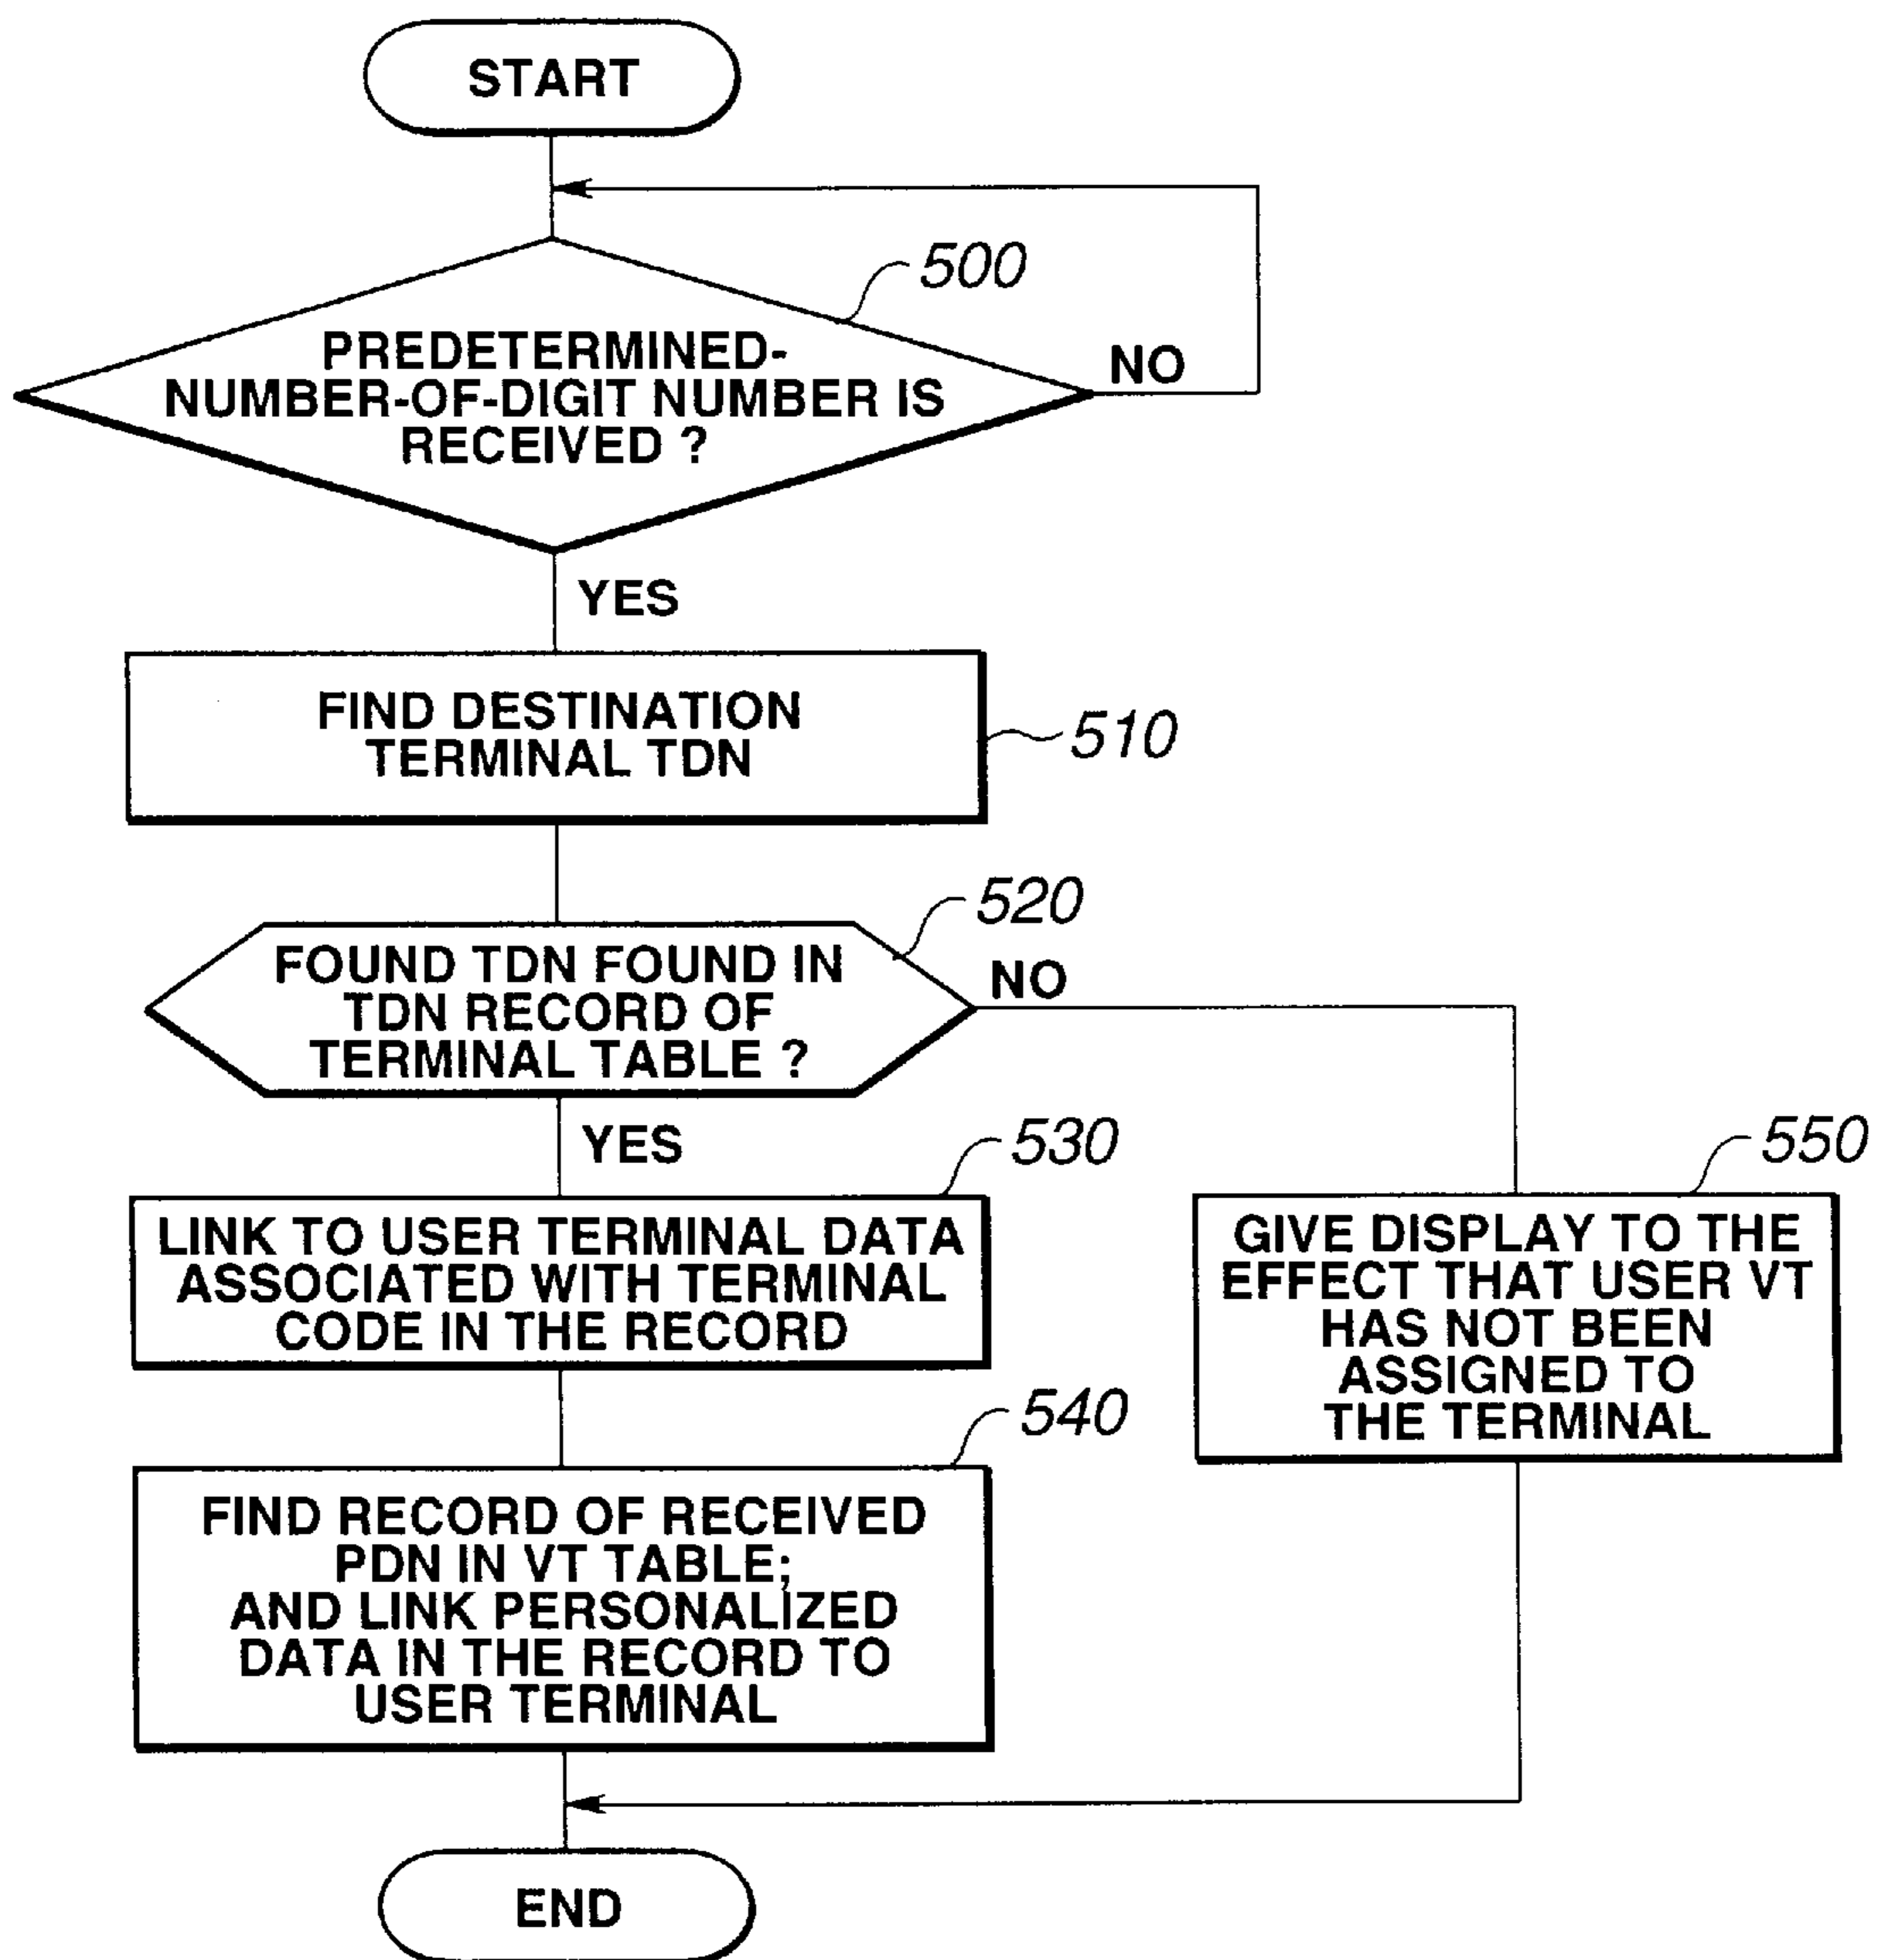 START
500
PREDETERMINED-
NUMBER-OF-DIGIT NUMBER IS
RECEIVED ?
NO
YES
FIND DESTINATION
TERMINAL TDN
510
520
FOUND TDN FOUND IN
TDN RECORD OF
TERMINAL TABLE ?
NO
YES
530
LINK TO USER TERMINAL DATA
ASSOCIATED WITH TERMINAL
CODE IN THE RECORD
550
GIVE DISPLAY TO THE
EFFECT THAT USER VT
HAS NOT BEEN
ASSIGNED TO
THE TERMINAL
540
FIND RECORD OF RECEIVED
PDN IN VT TABLE;
AND LINK PERSONALIZED
DATA IN THE RECORD TO
USER TERMINAL
END